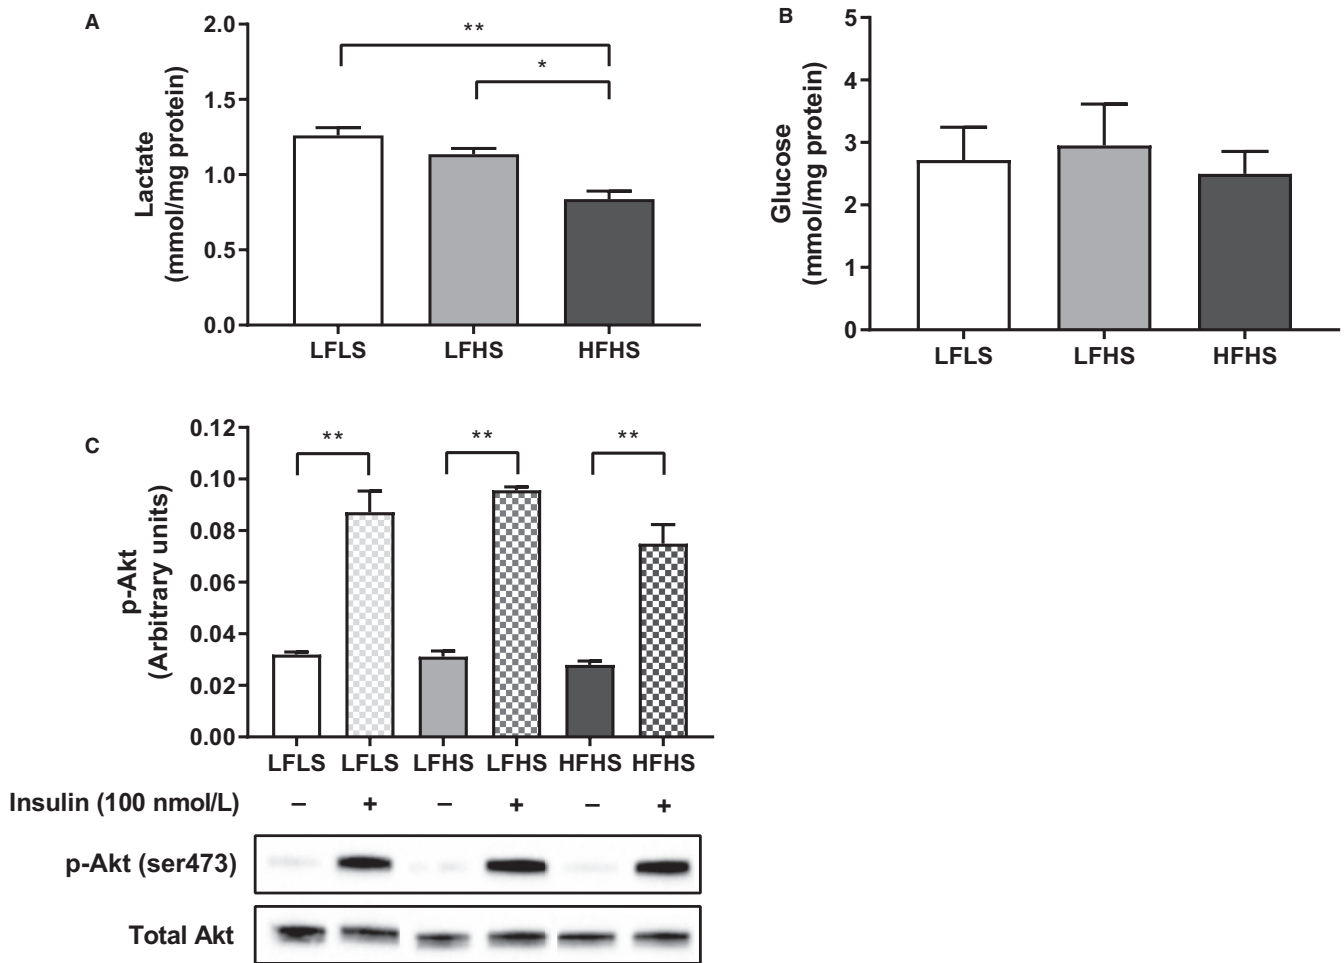 A
Lactate
(mmol/mg protein)
2.0
1.5
1.0
0.5
0.0
**
*
LFLS LFHS HFHS
B
Glucose
(mmol/mg protein)
5
4
3
2
1
0
LFLS LFHS HFHS
C
p-Akt
(Arbitrary units)
0.12
0.10
0.08
0.06
0.04
0.02
0.00
** ** **
LFLS LFLS LFHS LFHS HFHS HFHS
Insulin (100 nmol/L) – + – + – +
p-Akt (ser473)
Total Akt